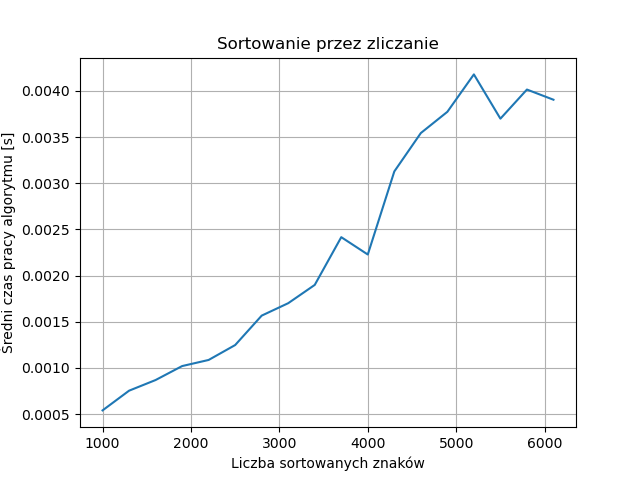 Sortowanie przez zliczanie
Średni czas pracy algorytmu [s]
0.0040
0.0035
0.0030
0.0025
0.0020
0.0015
0.0010
0.0005
1000 2000 3000 4000 5000 6000
Liczba sortowanych znaków